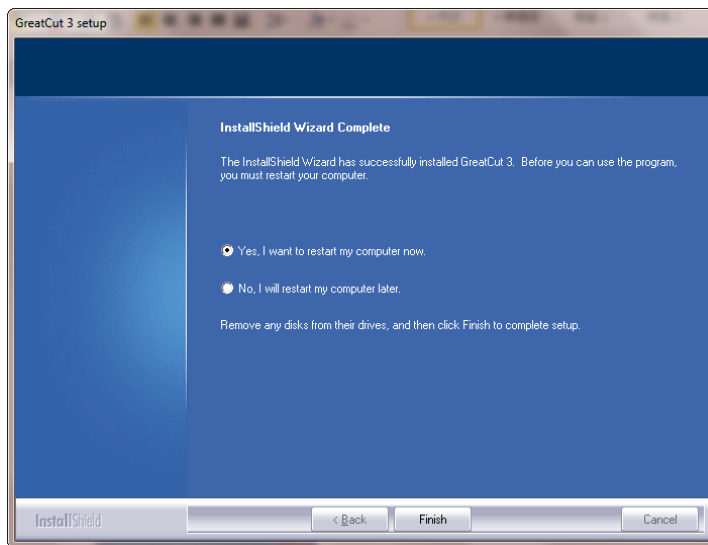 GreatCut 3 setup
InstallShield Wizard Complete
The InstallShield Wizard has successfully installed GreatCut 3. Before you can use the program,
you must restart your computer.
Yes, I want to restart my computer now.
No, I will restart my computer later.
Remove any disks from their drives, and then click Finish to complete setup.
InstallShield
< Back
Finish
Cancel